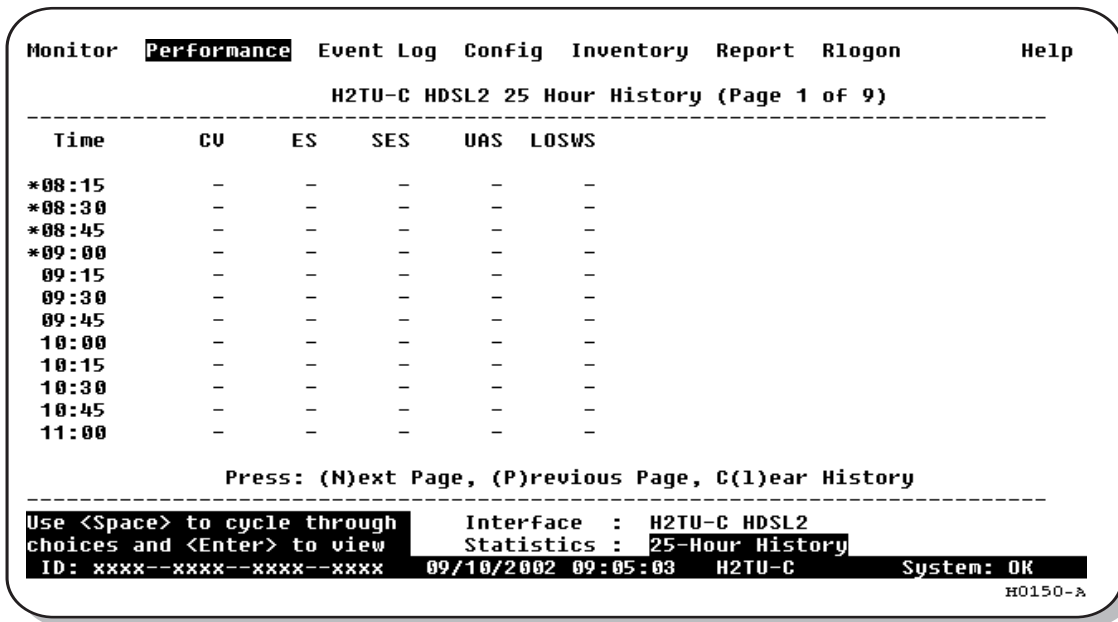 Monitor Performance Event Log Config Inventory Report Rlogon Help
H2TU-C HDSL2 25 Hour History (Page 1 of 9)
Time CV ES SES UAS LOSWS
*08:15 - - - - -
*08:30 - - - - -
*08:45 - - - - -
*09:00 - - - - -
09:15 - - - - -
09:30 - - - - -
09:45 - - - - -
10:00 - - - - -
10:15 - - - - -
10:30 - - - - -
10:45 - - - - -
11:00 - - - - -
Press: (N)ext Page, (P)revious Page, C(l)ear History
Use <Space> to cycle through Interface : H2TU-C HDSL2
choices and <Enter> to view Statistics : 25-Hour History
ID: xxxx--xxxx--xxxx--xxxx 09/10/2002 09:05:03 H2TU-C System: OK
H0150-A